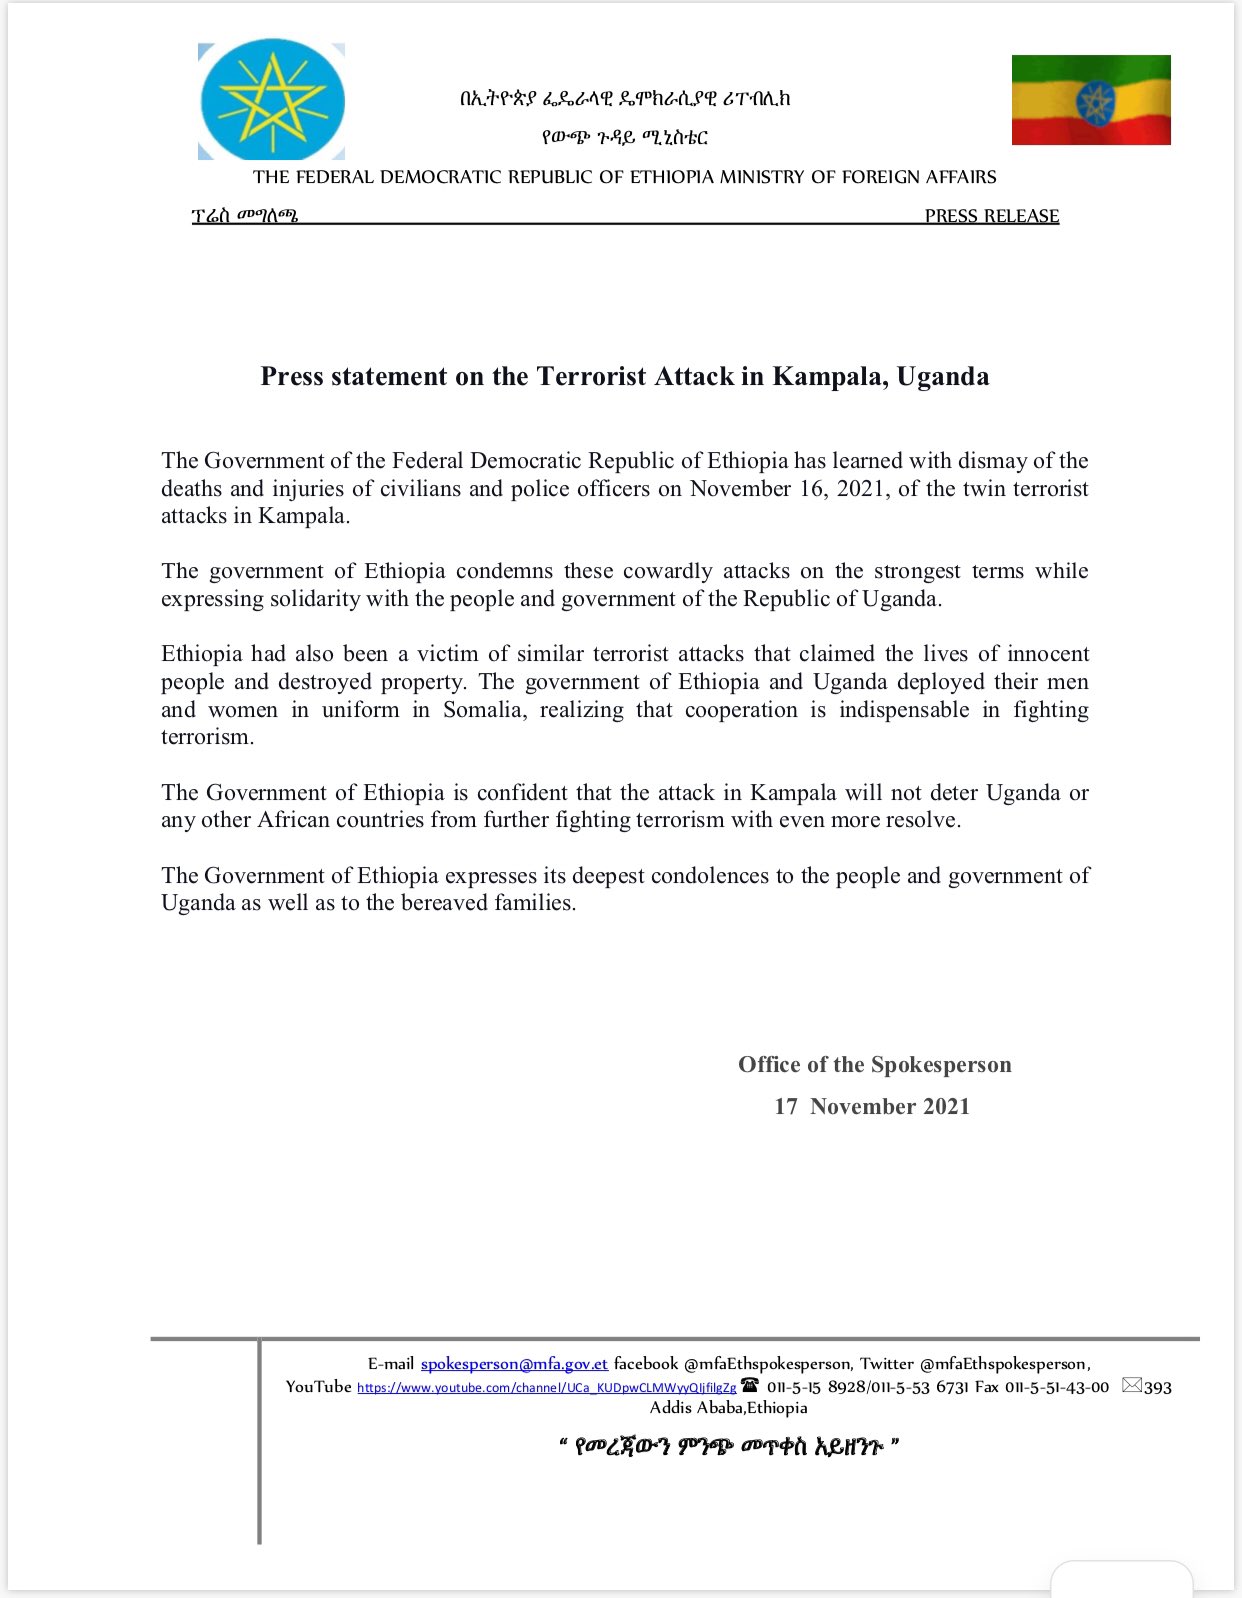 በኢትዮጵያ ፌዴራላዊ ዴሞክራሲያዊ ሪፐብሊክ
የውጭ ጉዳይ ሚኒስቴር
THE FEDERAL DEMOCRATIC REPUBLIC OF ETHIOPIA MINISTRY OF FOREIGN AFFAIRS
ፕሬስ መግለጫ PRESS RELEASE
Press statement on the Terrorist Attack in Kampala, Uganda
The Government of the Federal Democratic Republic of Ethiopia has learned with dismay of the
deaths and injuries of civilians and police officers on November 16, 2021, of the twin terrorist
attacks in Kampala.
The government of Ethiopia condemns these cowardly attacks on the strongest terms while
expressing solidarity with the people and government of the Republic of Uganda.
Ethiopia had also been a victim of similar terrorist attacks that claimed the lives of innocent
people and destroyed property. The government of Ethiopia and Uganda deployed their men
and women in uniform in Somalia, realizing that cooperation is indispensable in fighting
terrorism.
The Government of Ethiopia is confident that the attack in Kampala will not deter Uganda or
any other African countries from further fighting terrorism with even more resolve.
The Government of Ethiopia expresses its deepest condolences to the people and government of
Uganda as well as to the bereaved families.
Office of the Spokesperson
17 November 2021
E-mail spokesperson@mfa.gov.et facebook @mfaEthspokesperson, Twitter @mfaEthspokesperson,
YouTube https://www.youtube.com/channel/UCa_KUDpwCLMWyyQIjfilgZg ☎ 011-5-15 8928/011-5-53 6731 Fax 011-5-51-43-00 ✉393
Addis Ababa,Ethiopia
“ የመረጃውን ምንጭ መጥቀስ አይዘንጉ ”